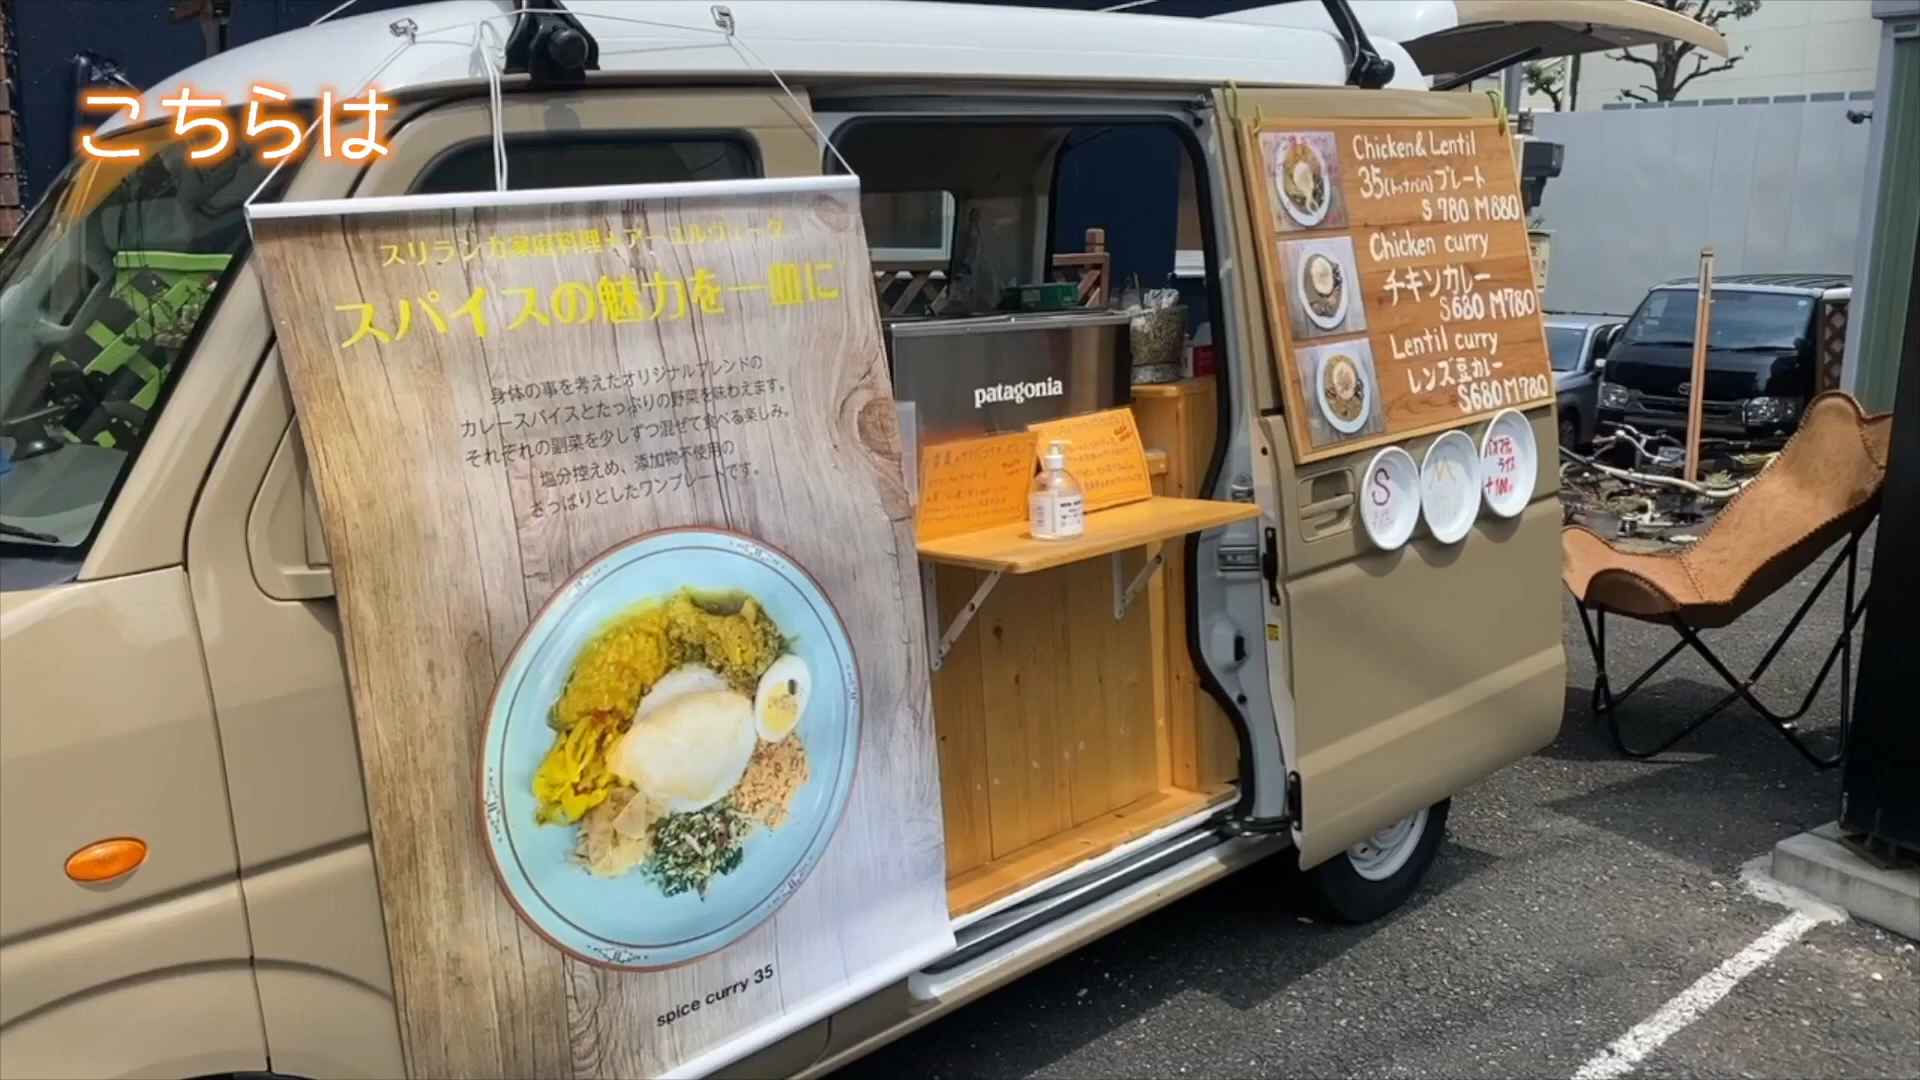 こちらは
スリランカ家庭料理+アーユルヴェーダ
スパイスの魅力を一皿に
身体の事を考えたオリジナルブレンドの
カレースパイスとたっぷりの野菜を味わえます。
それぞれの副菜を少しずつ混ぜて食べる楽しみ。
塩分控えめ、添加物不使用の
さっぱりとしたワンプレートです。
spice curry 35
patagonia
Chicken&Lentil
35(トゥナパハ)プレート
S 780 M 880
Chicken curry
チキンカレー
S680 M780
Lentil curry
レンズ豆カレー
S680 M780
S
M
バスマティ
ライス
+100